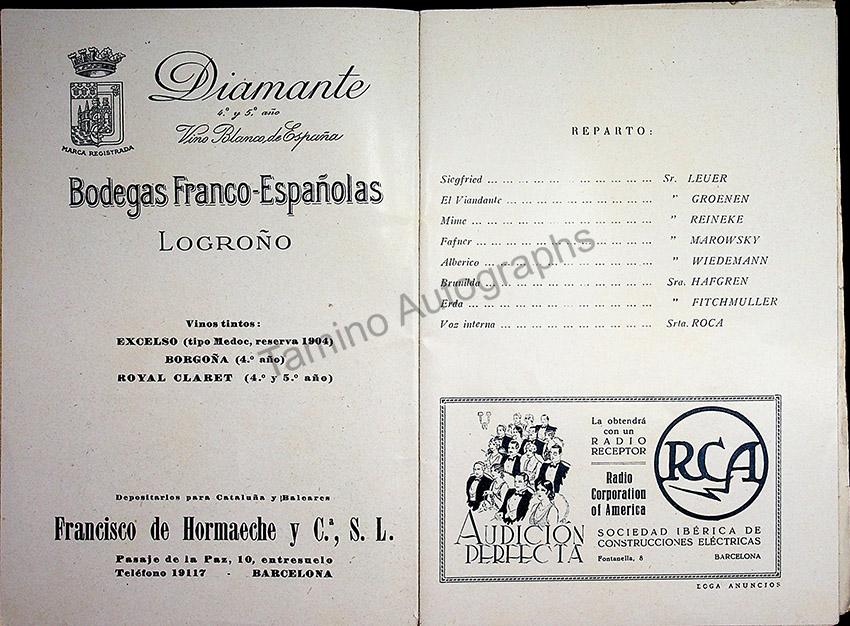 Diamante
4.º y 5.º año
Vino Blanco de España
MARCA REGISTRADA
Bodegas Franco-Españolas
LOGROÑO
Vinos tintos:
EXCELSO (tipo Medoc, reserva 1904)
BORGOÑA (4.º año)
ROYAL CLARET (4.º y 5.º año)
Depositarios para Cataluña y Baleares
Francisco de Hormaeche y C.ª, S. L.
Pasaje de la Paz, 10, entresuelo
Teléfono 19117 - BARCELONA
REPARTO:
Siegfried ... ... ... ... ... ... ... ... ... ... ... Sr. LEUER
El Viandante ... ... ... ... ... ... ... ... ... ... " GROENEN
Mime ... ... ... ... ... ... ... ... ... ... ... ... " REINEKE
Fafner ... ... ... ... ... ... ... ... ... ... ... ... " MAROWSKY
Alberico ... ... ... ... ... ... ... ... ... ... ... " WIEDEMANN
Brunilda ... ... ... ... ... ... ... ... ... ... ... Sra. HAFGREN
Erda ... ... ... ... ... ... ... ... ... ... ... ... " FITCHMULLER
Voz interna ... ... ... ... ... ... ... ... ... ... Srta. ROCA
Tamino Autographs
AUDICIÓN
PERFECTA
La obtendrá
con un
RADIO
RECEPTOR
Radio
Corporation
of America
RCA
SOCIEDAD IBÉRICA DE
CONSTRUCCIONES ELÉCTRICAS
Fontanella, 8 BARCELONA
LOGA ANUNCIOS